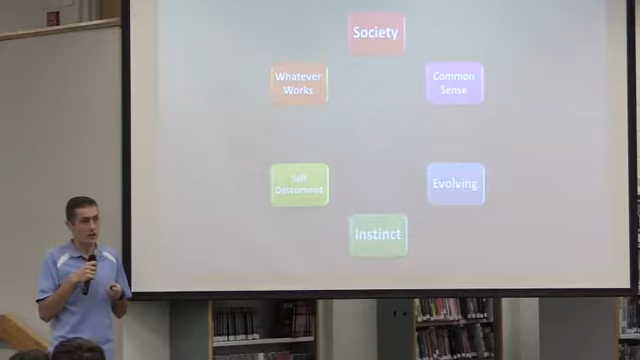 Society
Whatever
Works
Common
Sense
Self
Determined
Evolving
Instinct